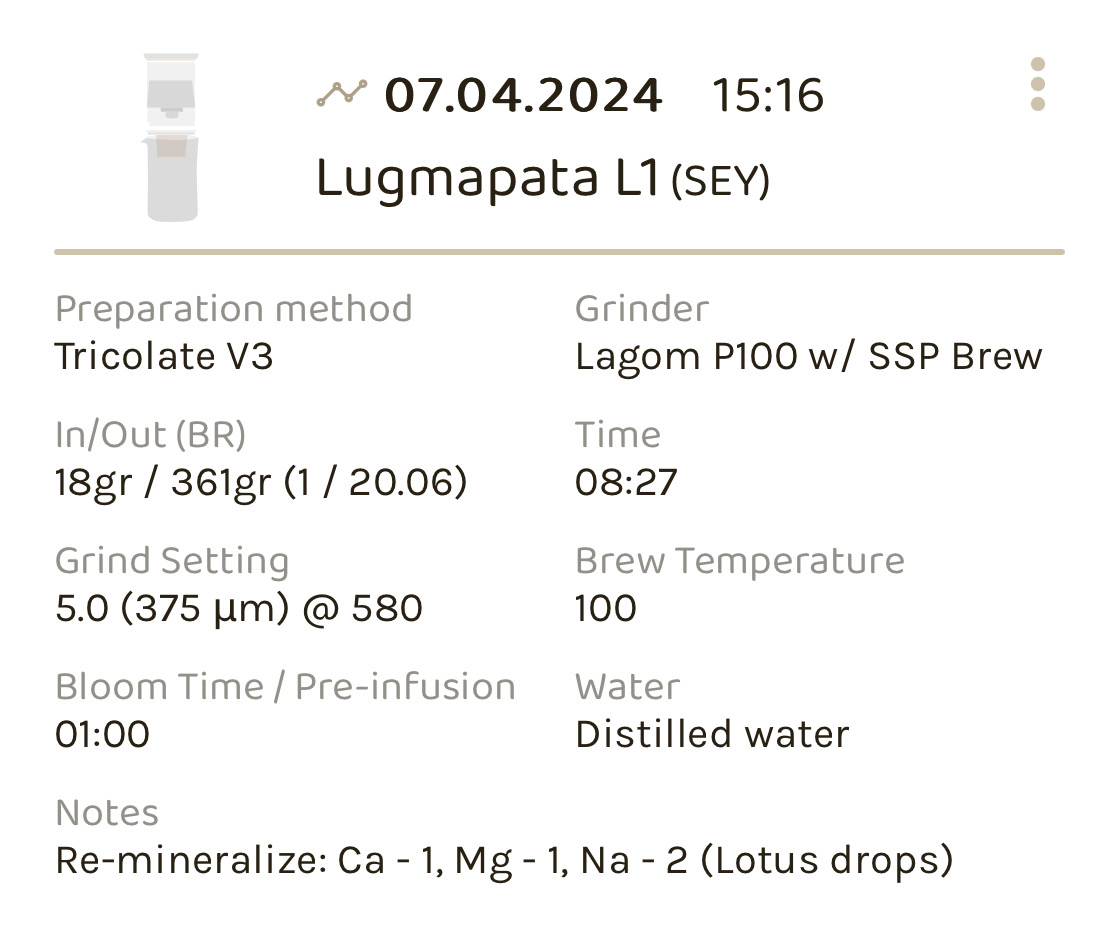 07.04.2024 15:16
Lugmapata L1 (SEY)
Preparation method
Tricolate V3
Grinder
Lagom P100 w/ SSP Brew
In/Out (BR)
18gr / 361gr (1 / 20.06)
Time
08:27
Grind Setting
5.0 (375 µm) @ 580
Brew Temperature
100
Bloom Time / Pre-infusion
01:00
Water
Distilled water
Notes
Re-mineralize: Ca - 1, Mg - 1, Na - 2 (Lotus drops)